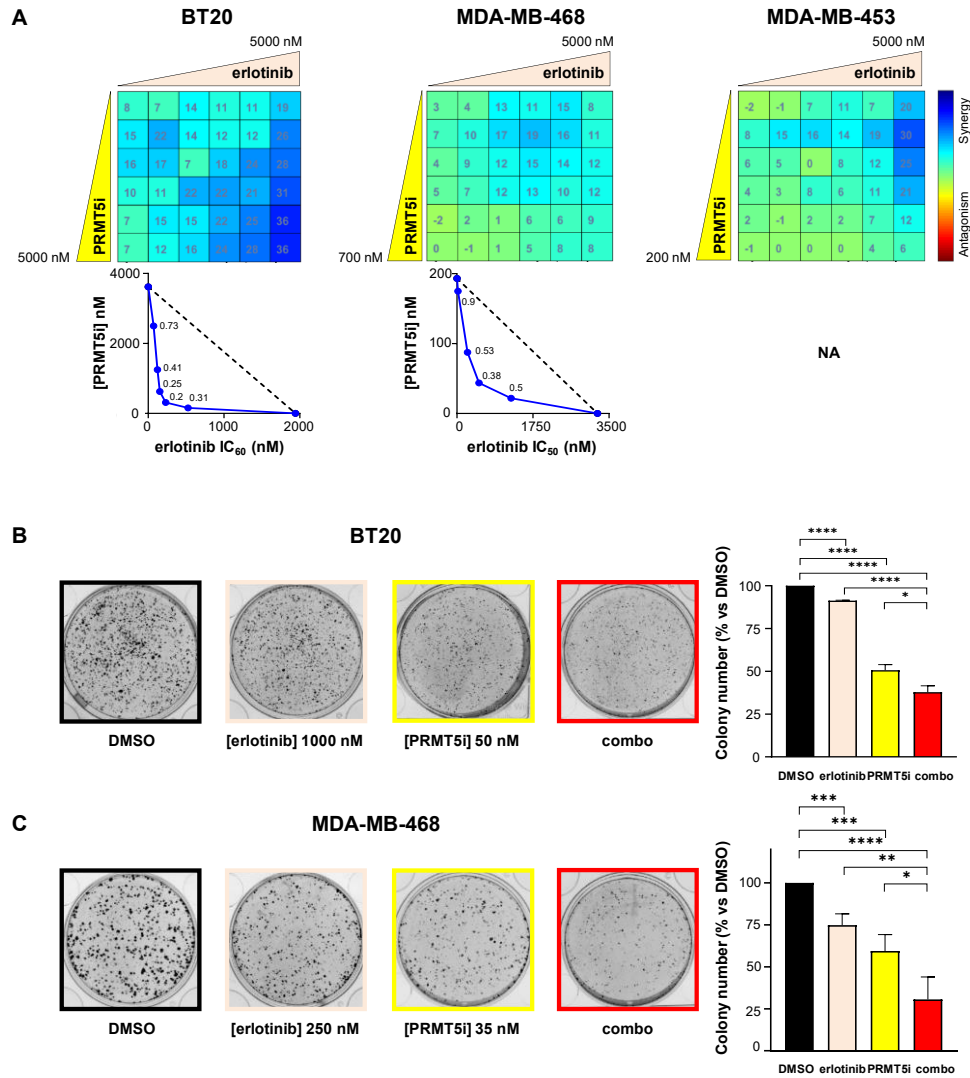 A
BT20
MDA-MB-468
MDA-MB-453
5000 nM
5000 nM
5000 nM
erlotinib
erlotinib
erlotinib
PRMT5i
5000 nM
8 7 14 11 11 19
15 22 14 12 12 26
16 17 7 18 24 28
10 11 22 23 21 31
7 15 15 22 25 36
7 12 16 24 28 36
PRMT5i
700 nM
3 4 13 11 15 8
7 10 17 19 16 11
4 9 12 15 14 12
5 7 12 13 10 12
-2 2 1 6 6 9
0 -1 1 5 8 8
PRMT5i
200 nM
-2 -1 7 11 7 20
8 15 16 14 19 30
6 5 0 8 12 25
4 3 8 11 8 21
2 -1 2 2 7 12
-1 0 0 0 4 6
Synergy
Antagonism
[PRMT5i] nM
4000
2000
0
0.73
0.41
0.25
0.2
0.31
0
1000
2000
erlotinib IC60 (nM)
[PRMT5i] nM
200
100
0
0.9
0.53
0.38
0.5
1750
3500
erlotinib IC50 (nM)
NA
B
BT20
DMSO
[erlotinib] 1000 nM
[PRMT5i] 50 nM
combo
Colony number (% vs DMSO)
100
75
50
25
0
****
****
****
****
*
DMSO erlotinib PRMT5i combo
C
MDA-MB-468
DMSO
[erlotinib] 250 nM
[PRMT5i] 35 nM
combo
Colony number (% vs DMSO)
100
75
50
25
0
***
***
****
**
*
DMSO erlotinib PRMT5i combo